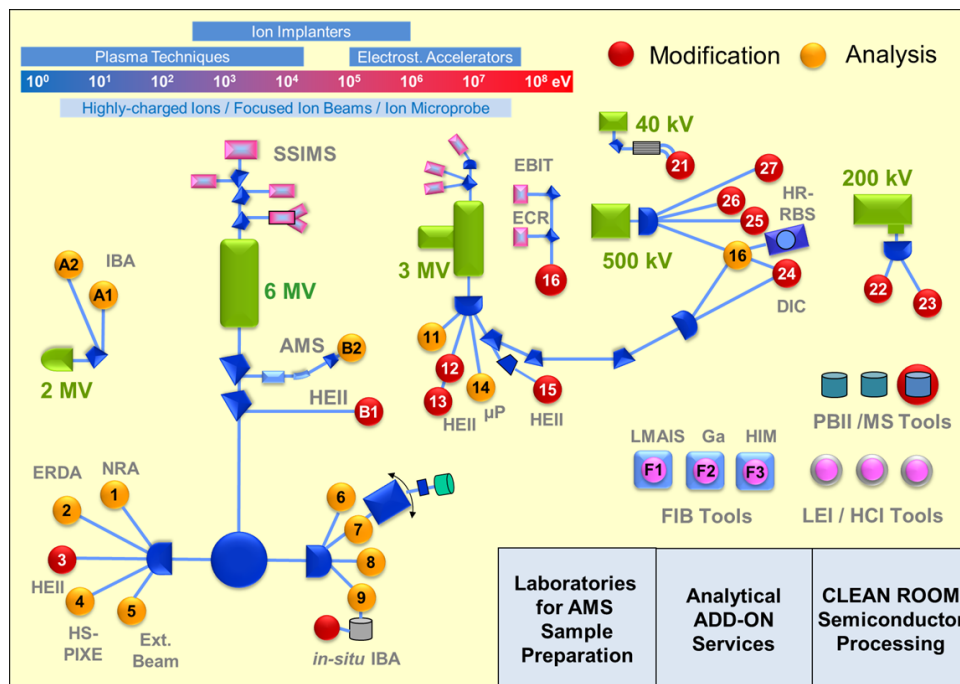 Ion Implanters
Plasma Techniques
Electrost. Accelerators
10⁰ 10¹ 10² 10³ 10⁴ 10⁵ 10⁶ 10⁷ 10⁸ eV
Highly-charged Ions / Focused Ion Beams / Ion Microprobe
Modification
Analysis
SSIMS
6 MV
AMS
B2
HEII
B1
A2
IBA
A1
2 MV
3 MV
EBIT
ECR
16
11
12
13
HEII
14
µP
15
HEII
40 kV
21
500 kV
27
26
25
HR-
RBS
16
24
DIC
200 kV
22
23
PBII /MS Tools
LMAIS Ga HIM
F1 F2 F3
FIB Tools
LEI / HCI Tools
ERDA
NRA
1
2
3
HEII
4
HS-
PIXE
5
Ext.
Beam
6
7
8
9
in-situ IBA
Laboratories
for AMS
Sample
Preparation
Analytical
ADD-ON
Services
CLEAN ROOM
Semiconductor
Processing